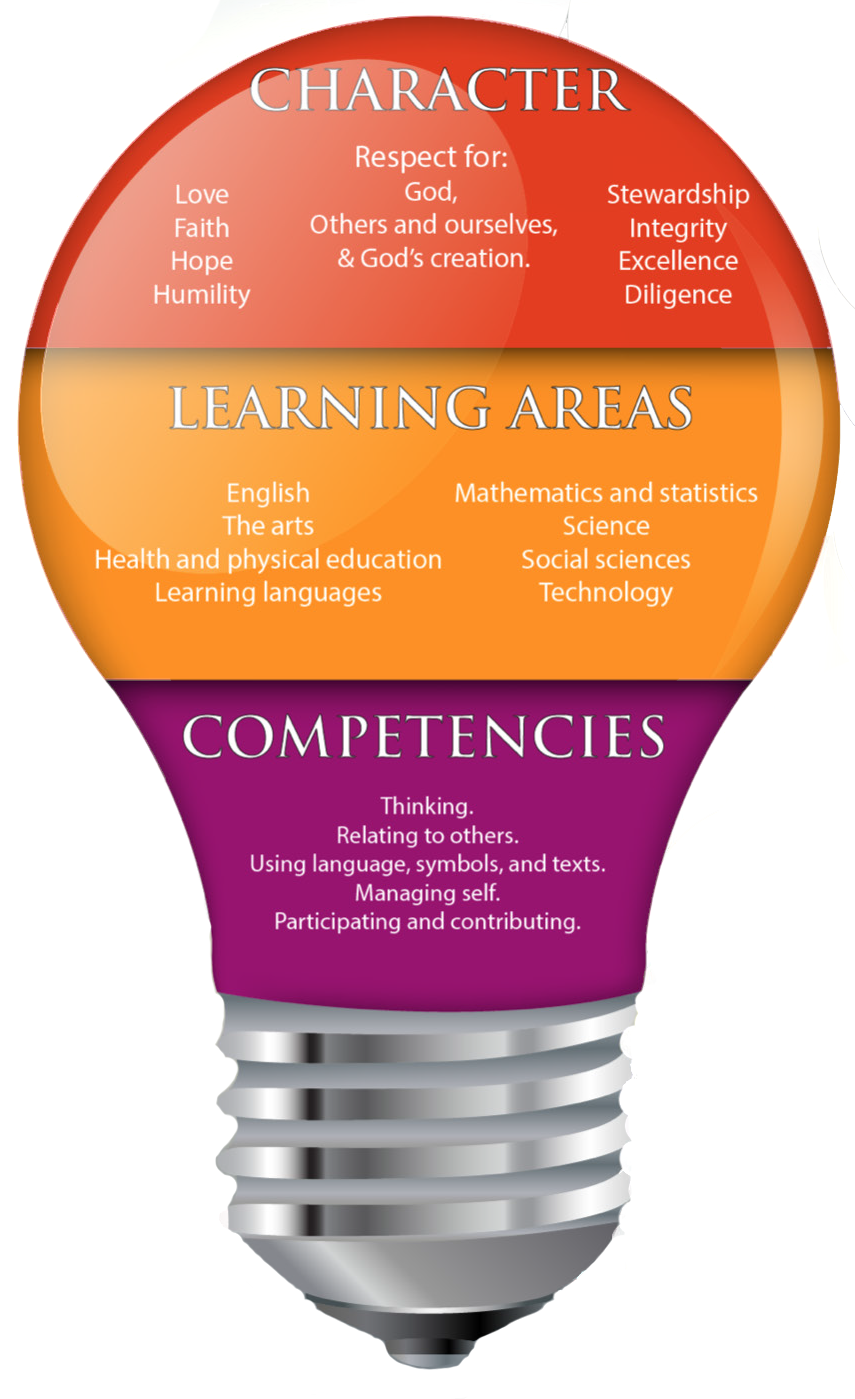 CHARACTER
Love
Faith
Hope
Humility
Respect for:
God,
Others and ourselves,
& God's creation.
Stewardship
Integrity
Excellence
Diligence
LEARNING AREAS
English
The arts
Health and physical education
Learning languages
Mathematics and statistics
Science
Social sciences
Technology
COMPETENCIES
Thinking.
Relating to others.
Using language, symbols, and texts.
Managing self.
Participating and contributing.